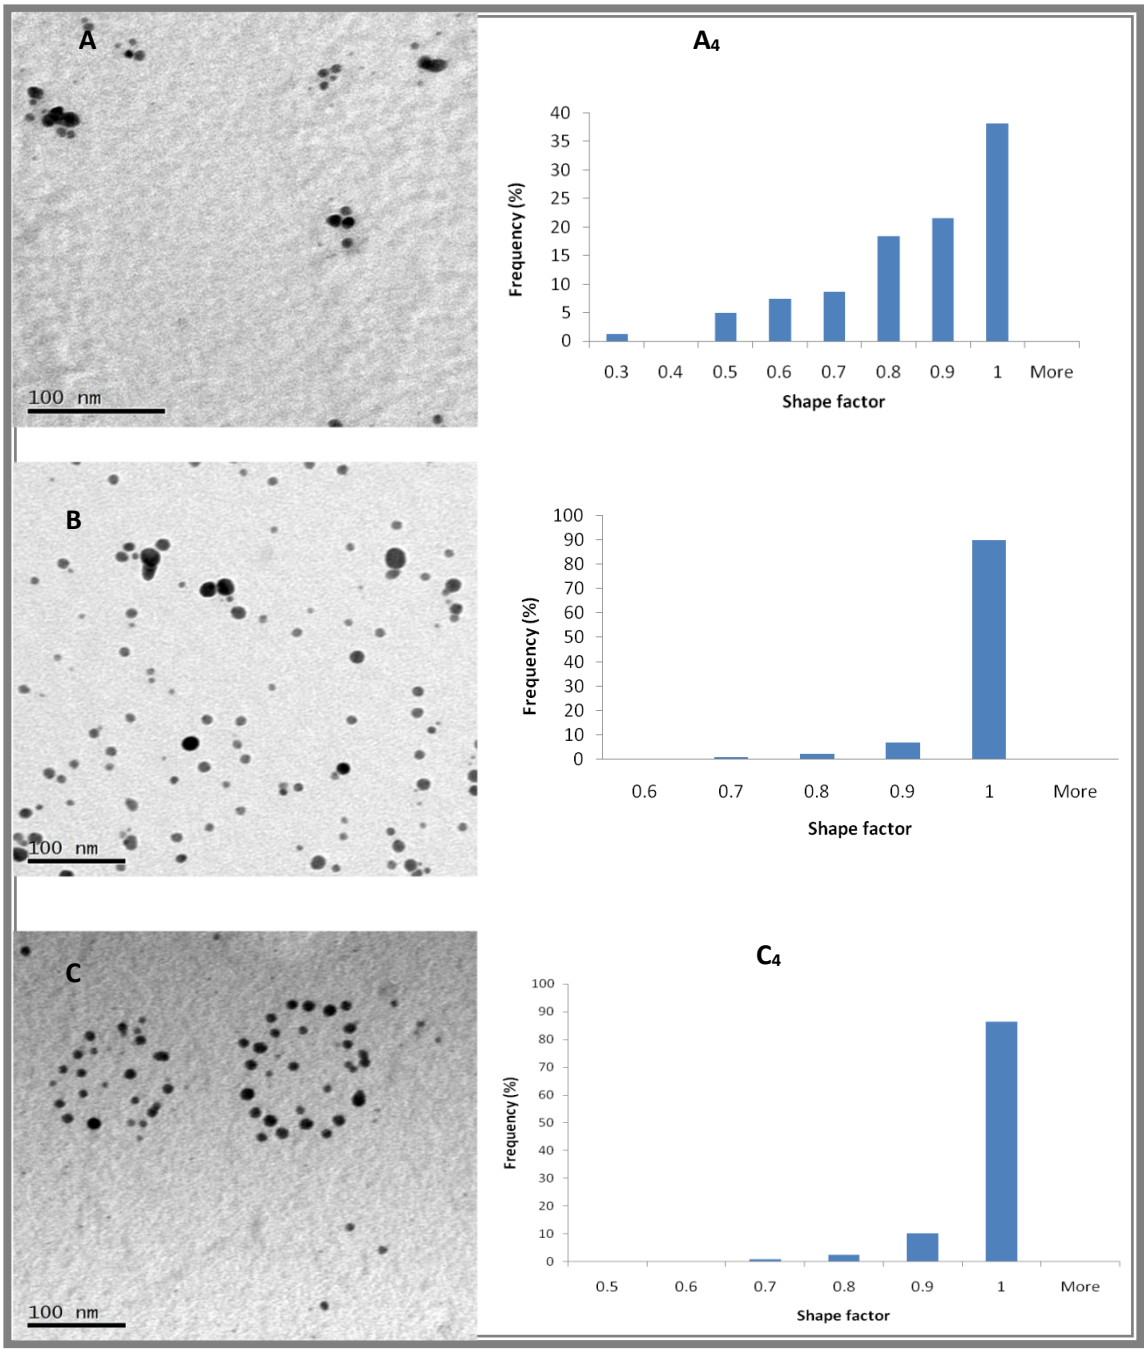 A
A4
40
35
30
25
20
15
10
5
0
Frequency (%)
0.3 0.4 0.5 0.6 0.7 0.8 0.9 1 More
Shape factor
100 nm
B
100
90
80
70
60
50
40
30
20
10
0
Frequency (%)
0.6 0.7 0.8 0.9 1 More
Shape factor
100 nm
C
C4
100
90
80
70
60
50
40
30
20
10
0
Frequency (%)
0.5 0.6 0.7 0.8 0.9 1 More
Shape factor
100 nm